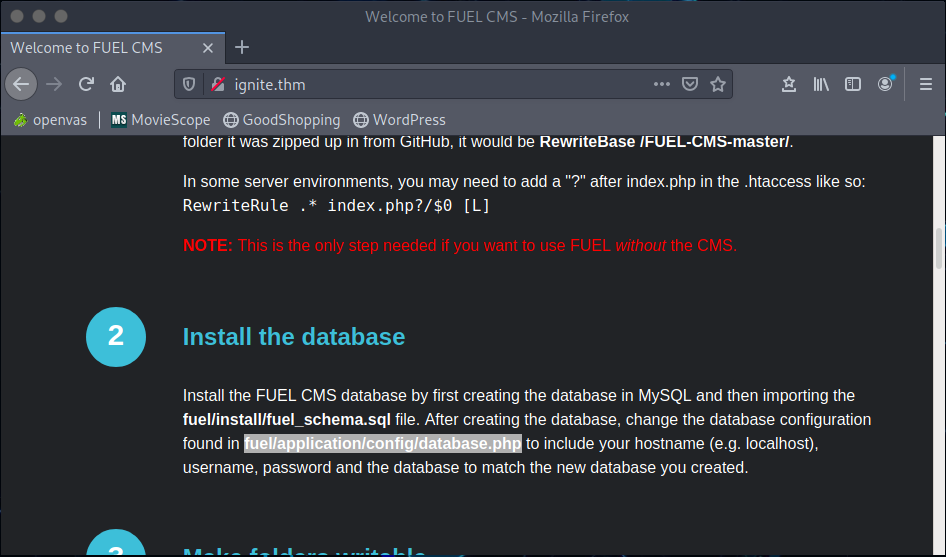 Welcome to FUEL CMS - Mozilla Firefox
Welcome to FUEL CMS
ignite.thm
openvas MS MovieScope GoodShopping WordPress
folder it was zipped up in from GitHub, it would be RewriteBase /FUEL-CMS-master/.
In some server environments, you may need to add a "?" after index.php in the .htaccess like so:
RewriteRule .* index.php?/$0 [L]
NOTE: This is the only step needed if you want to use FUEL without the CMS.
2 Install the database
Install the FUEL CMS database by first creating the database in MySQL and then importing the
fuel/install/fuel_schema.sql file. After creating the database, change the database configuration
found in fuel/application/config/database.php to include your hostname (e.g. localhost),
username, password and the database to match the new database you created.
3 Make folders writable